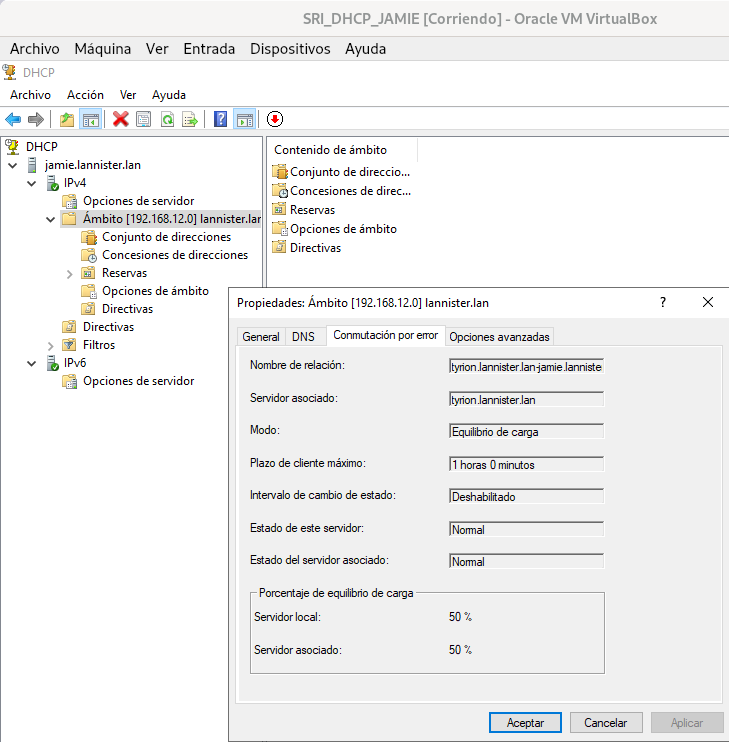 SRI_DHCP_JAMIE [Corriendo] - Oracle VM VirtualBox
Archivo Máquina Ver Entrada Dispositivos Ayuda
DHCP
Archivo Acción Ver Ayuda
DHCP
jamie.lannister.lan
IPv4
Opciones de servidor
Ámbito [192.168.12.0] lannister.lan
Conjunto de direcciones
Concesiones de direcciones
Reservas
Opciones de ámbito
Directivas
Directivas
Filtros
IPv6
Opciones de servidor
Contenido de ámbito
Conjunto de direccio...
Concesiones de direc...
Reservas
Opciones de ámbito
Directivas
Propiedades: Ámbito [192.168.12.0] lannister.lan
? ×
General DNS Conmutación por error Opciones avanzadas
Nombre de relación: tyrion.lannister.lan-jamie.lanniste
Servidor asociado: tyrion.lannister.lan
Modo: Equilibrio de carga
Plazo de cliente máximo: 1 horas 0 minutos
Intervalo de cambio de estado: Deshabilitado
Estado de este servidor: Normal
Estado del servidor asociado: Normal
Porcentaje de equilibrio de carga
Servidor local: 50 %
Servidor asociado: 50 %
Aceptar Cancelar Aplicar